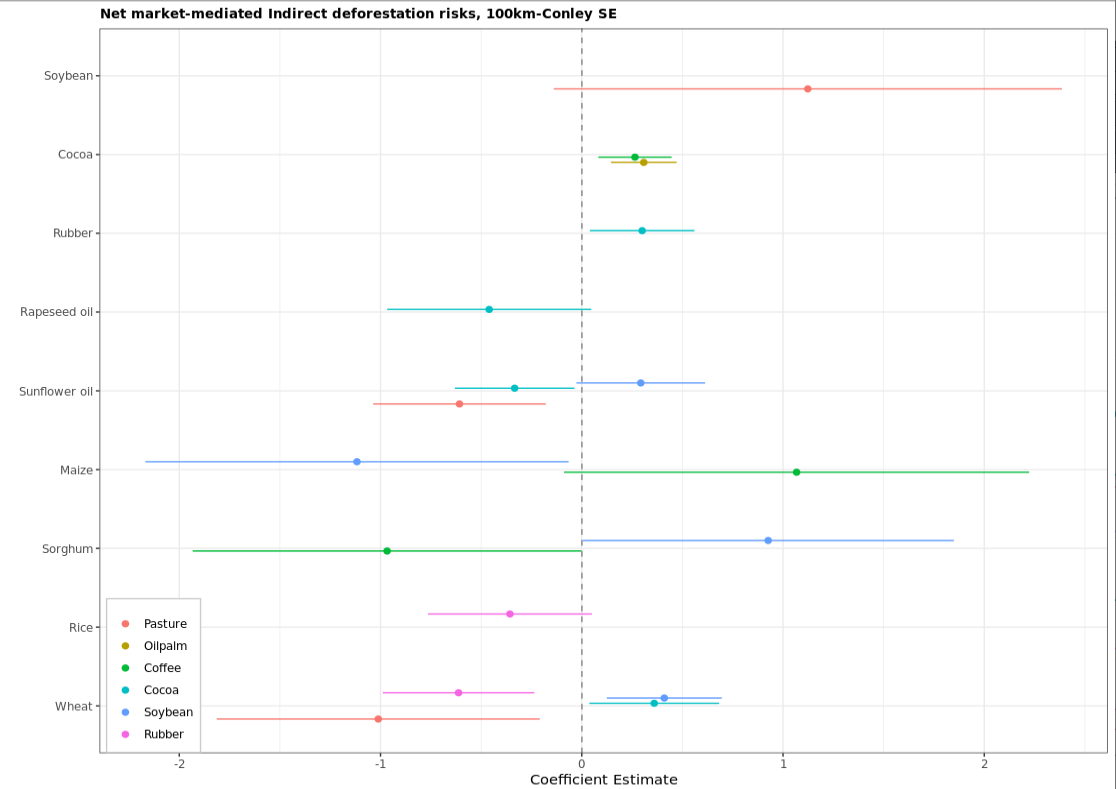 Net market-mediated Indirect deforestation risks, 100km-Conley SE
Soybean
Cocoa
Rubber
Rapeseed oil
Sunflower oil
Maize
Sorghum
Rice
Wheat
Pasture
Oilpalm
Coffee
Cocoa
Soybean
Rubber
-2 -1 0 1 2
Coefficient Estimate